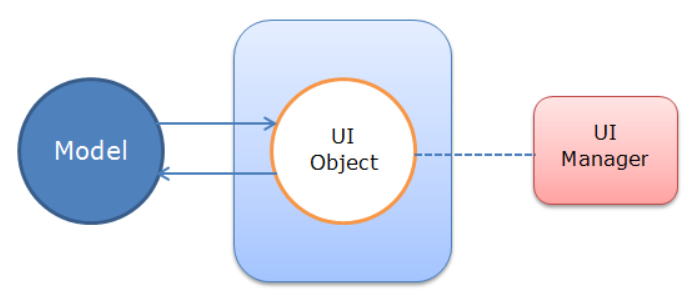 Model
UI
Object
UI
Manager